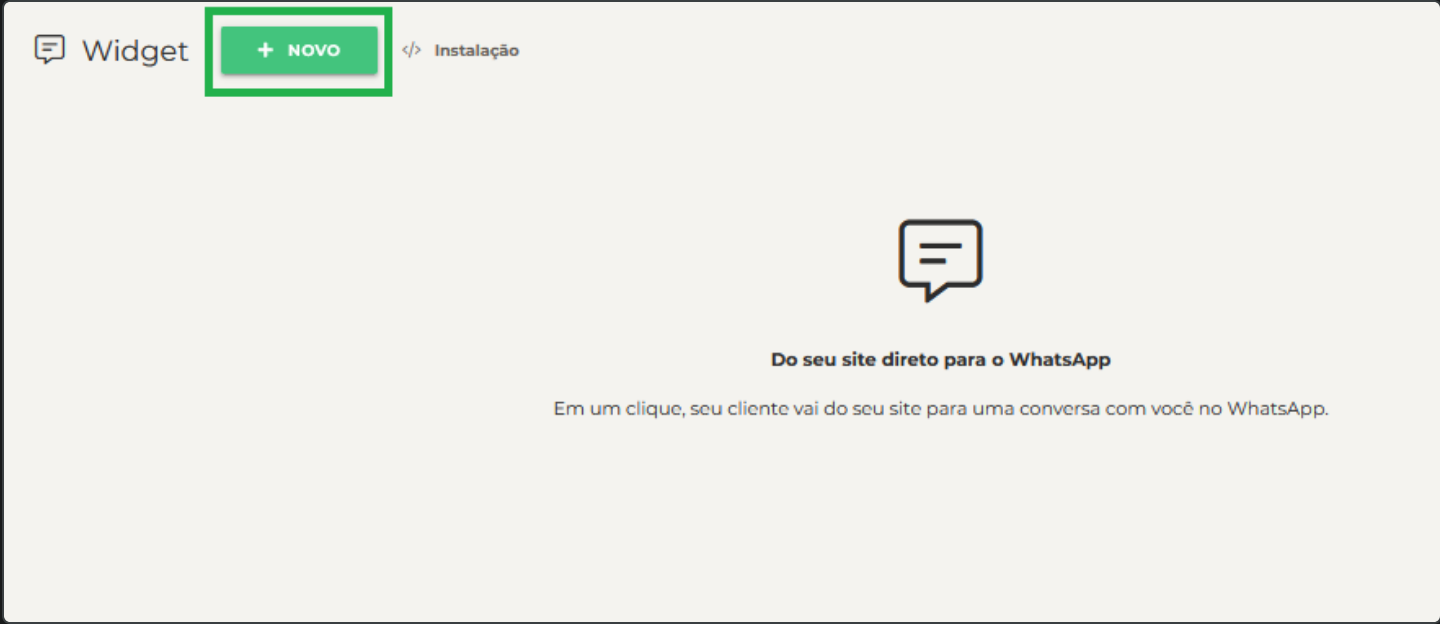 Widget
+ NOVO
</> Instalação
Do seu site direto para o WhatsApp
Em um clique, seu cliente vai do seu site para uma conversa com você no WhatsApp.